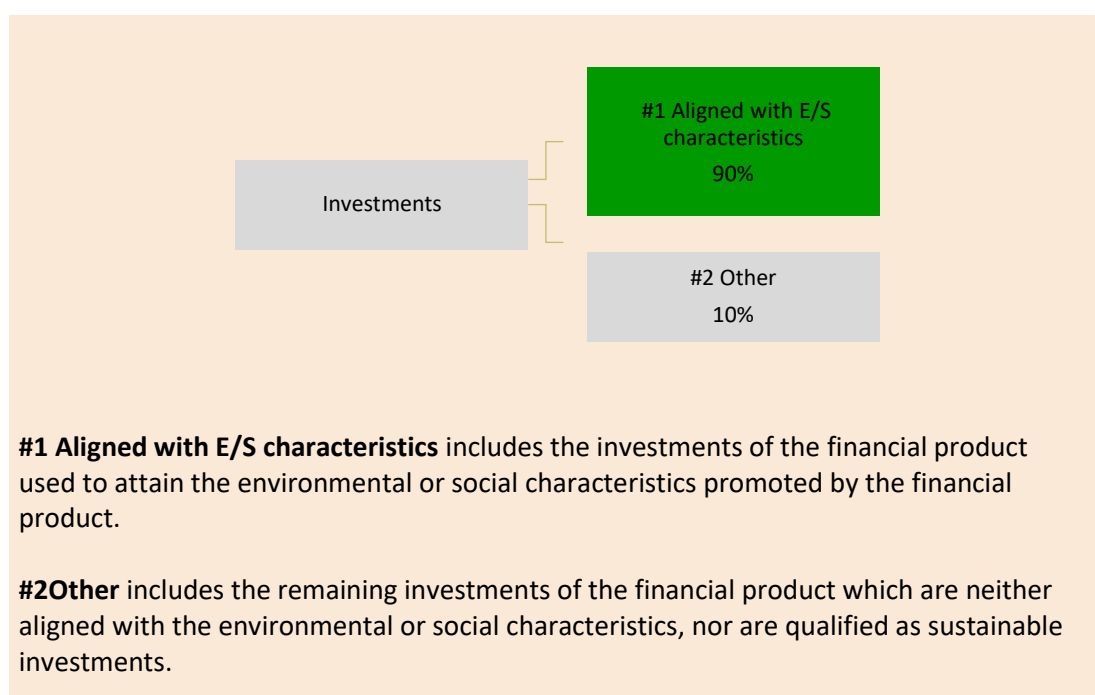 #1 Aligned with E/S
characteristics
90%
Investments
#2 Other
10%
#1 Aligned with E/S characteristics includes the investments of the financial product
used to attain the environmental or social characteristics promoted by the financial
product.
#2Other includes the remaining investments of the financial product which are neither
aligned with the environmental or social characteristics, nor are qualified as sustainable
investments.